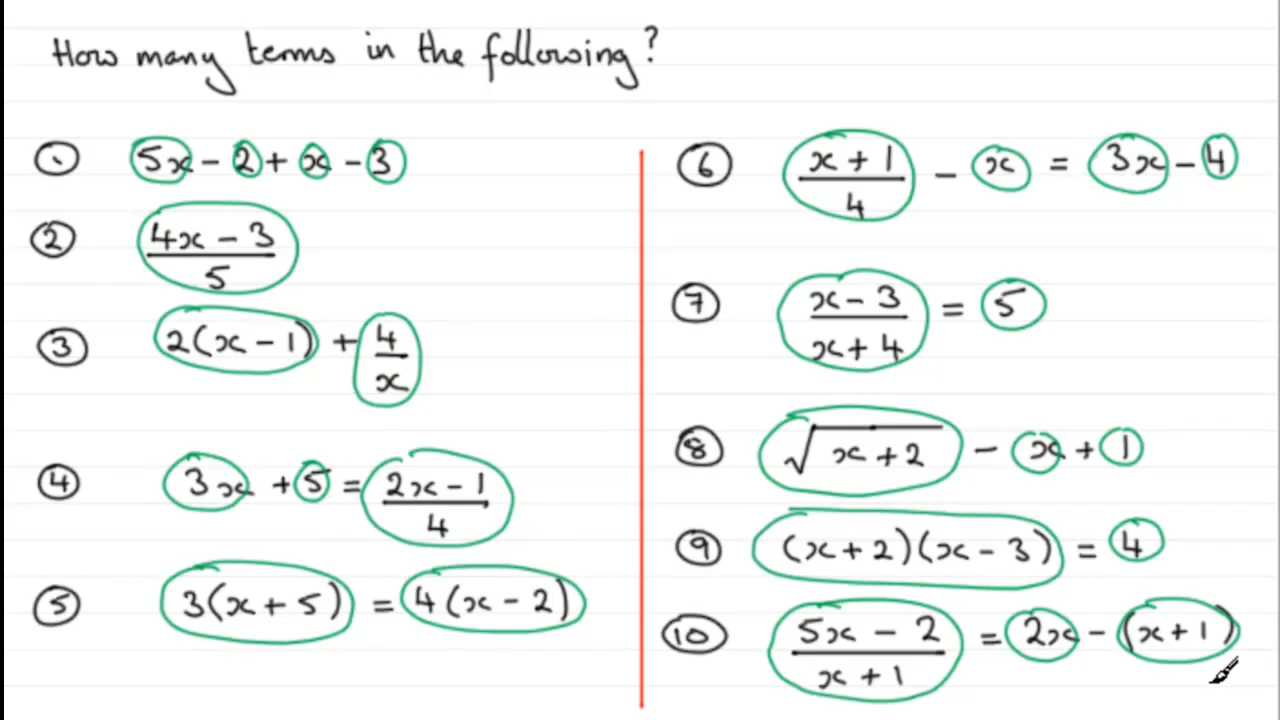 How many terms in the following?
① 5x - 2 + x - 3
② (4x - 3)/5
③ 2(x - 1) + 4/x
④ 3x + 5 = (2x - 1)/4
⑤ 3(x + 5) = 4(x - 2)
⑥ (x + 1)/4 - x = 3x - 4
⑦ (x - 3)/(x + 4) = 5
⑧ √(x + 2) - x + 1
⑨ (x + 2)(x - 3) = 4
⑩ (5x - 2)/(x + 1) = 2x - (x + 1)